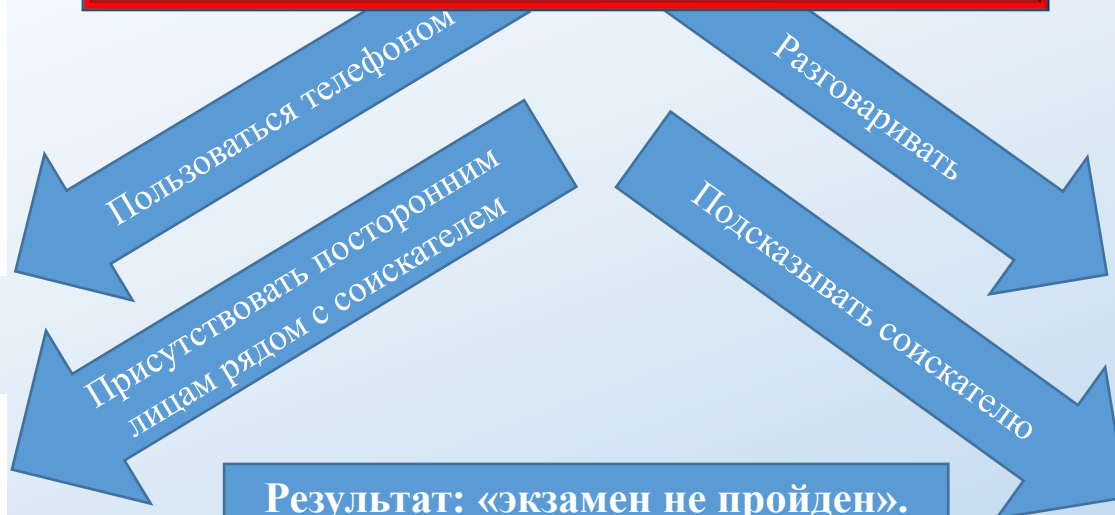 Пользоваться телефоном
Разговаривать
Присутствовать посторонним
лицам рядом с соискателем
Подсказывать соискателю
Результат: «экзамен не пройден».